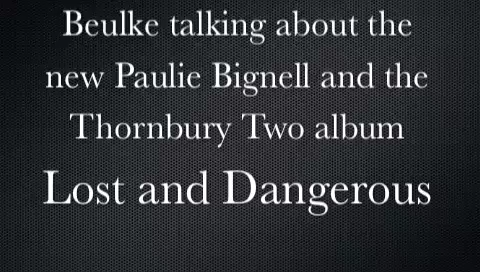 Beulke talking about the
new Paulie Bignell and the
Thornbury Two album
Lost and Dangerous